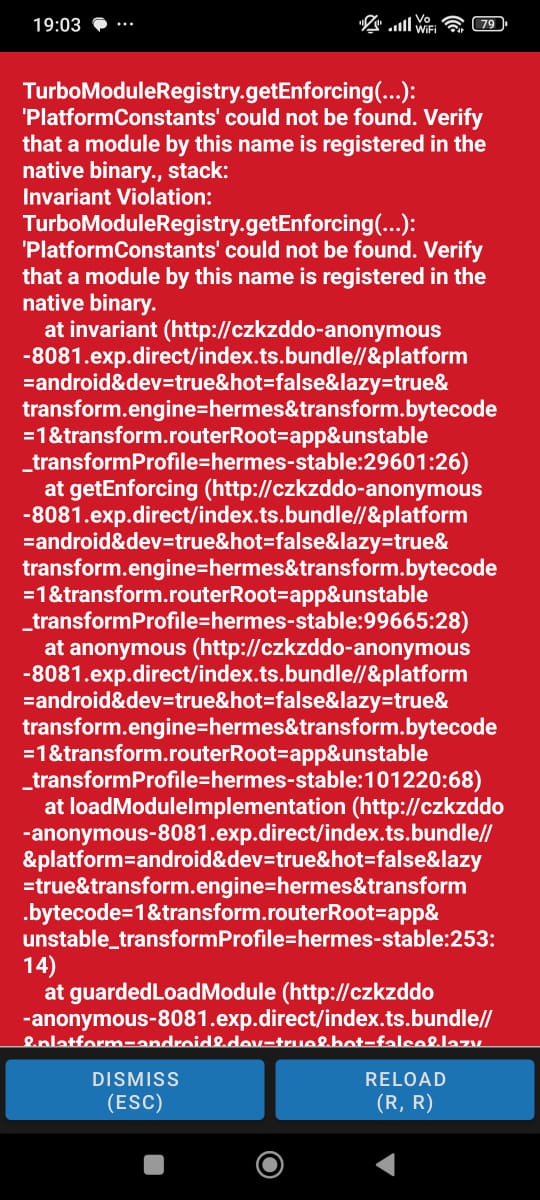 19:03 ...
Vo WiFi 79
TurboModuleRegistry.getEnforcing(...):
'PlatformConstants' could not be found. Verify
that a module by this name is registered in the
native binary., stack:
Invariant Violation:
TurboModuleRegistry.getEnforcing(...):
'PlatformConstants' could not be found. Verify
that a module by this name is registered in the
native binary.
at invariant (http://czkzddo-anonymous
-8081.exp.direct/index.ts.bundle//&platform
=android&dev=true&hot=false&lazy=true&
transform.engine=hermes&transform.bytecode
=1&transform.routerRoot=app&unstable
_transformProfile=hermes-stable:29601:26)
at getEnforcing (http://czkzddo-anonymous
-8081.exp.direct/index.ts.bundle//&platform
=android&dev=true&hot=false&lazy=true&
transform.engine=hermes&transform.bytecode
=1&transform.routerRoot=app&unstable
_transformProfile=hermes-stable:99665:28)
at anonymous (http://czkzddo-anonymous
-8081.exp.direct/index.ts.bundle//&platform
=android&dev=true&hot=false&lazy=true&
transform.engine=hermes&transform.bytecode
=1&transform.routerRoot=app&unstable
_transformProfile=hermes-stable:101220:68)
at loadModuleImplementation (http://czkzddo
-anonymous-8081.exp.direct/index.ts.bundle//
&platform=android&dev=true&hot=false&lazy
=true&transform.engine=hermes&transform
.bytecode=1&transform.routerRoot=app&
unstable_transformProfile=hermes-stable:253:
14)
at guardedLoadModule (http://czkzddo
-anonymous-8081.exp.direct/index.ts.bundle//
&platform=android&dev=true&hot=false&lazy
DISMISS
(ESC)
RELOAD
(R, R)